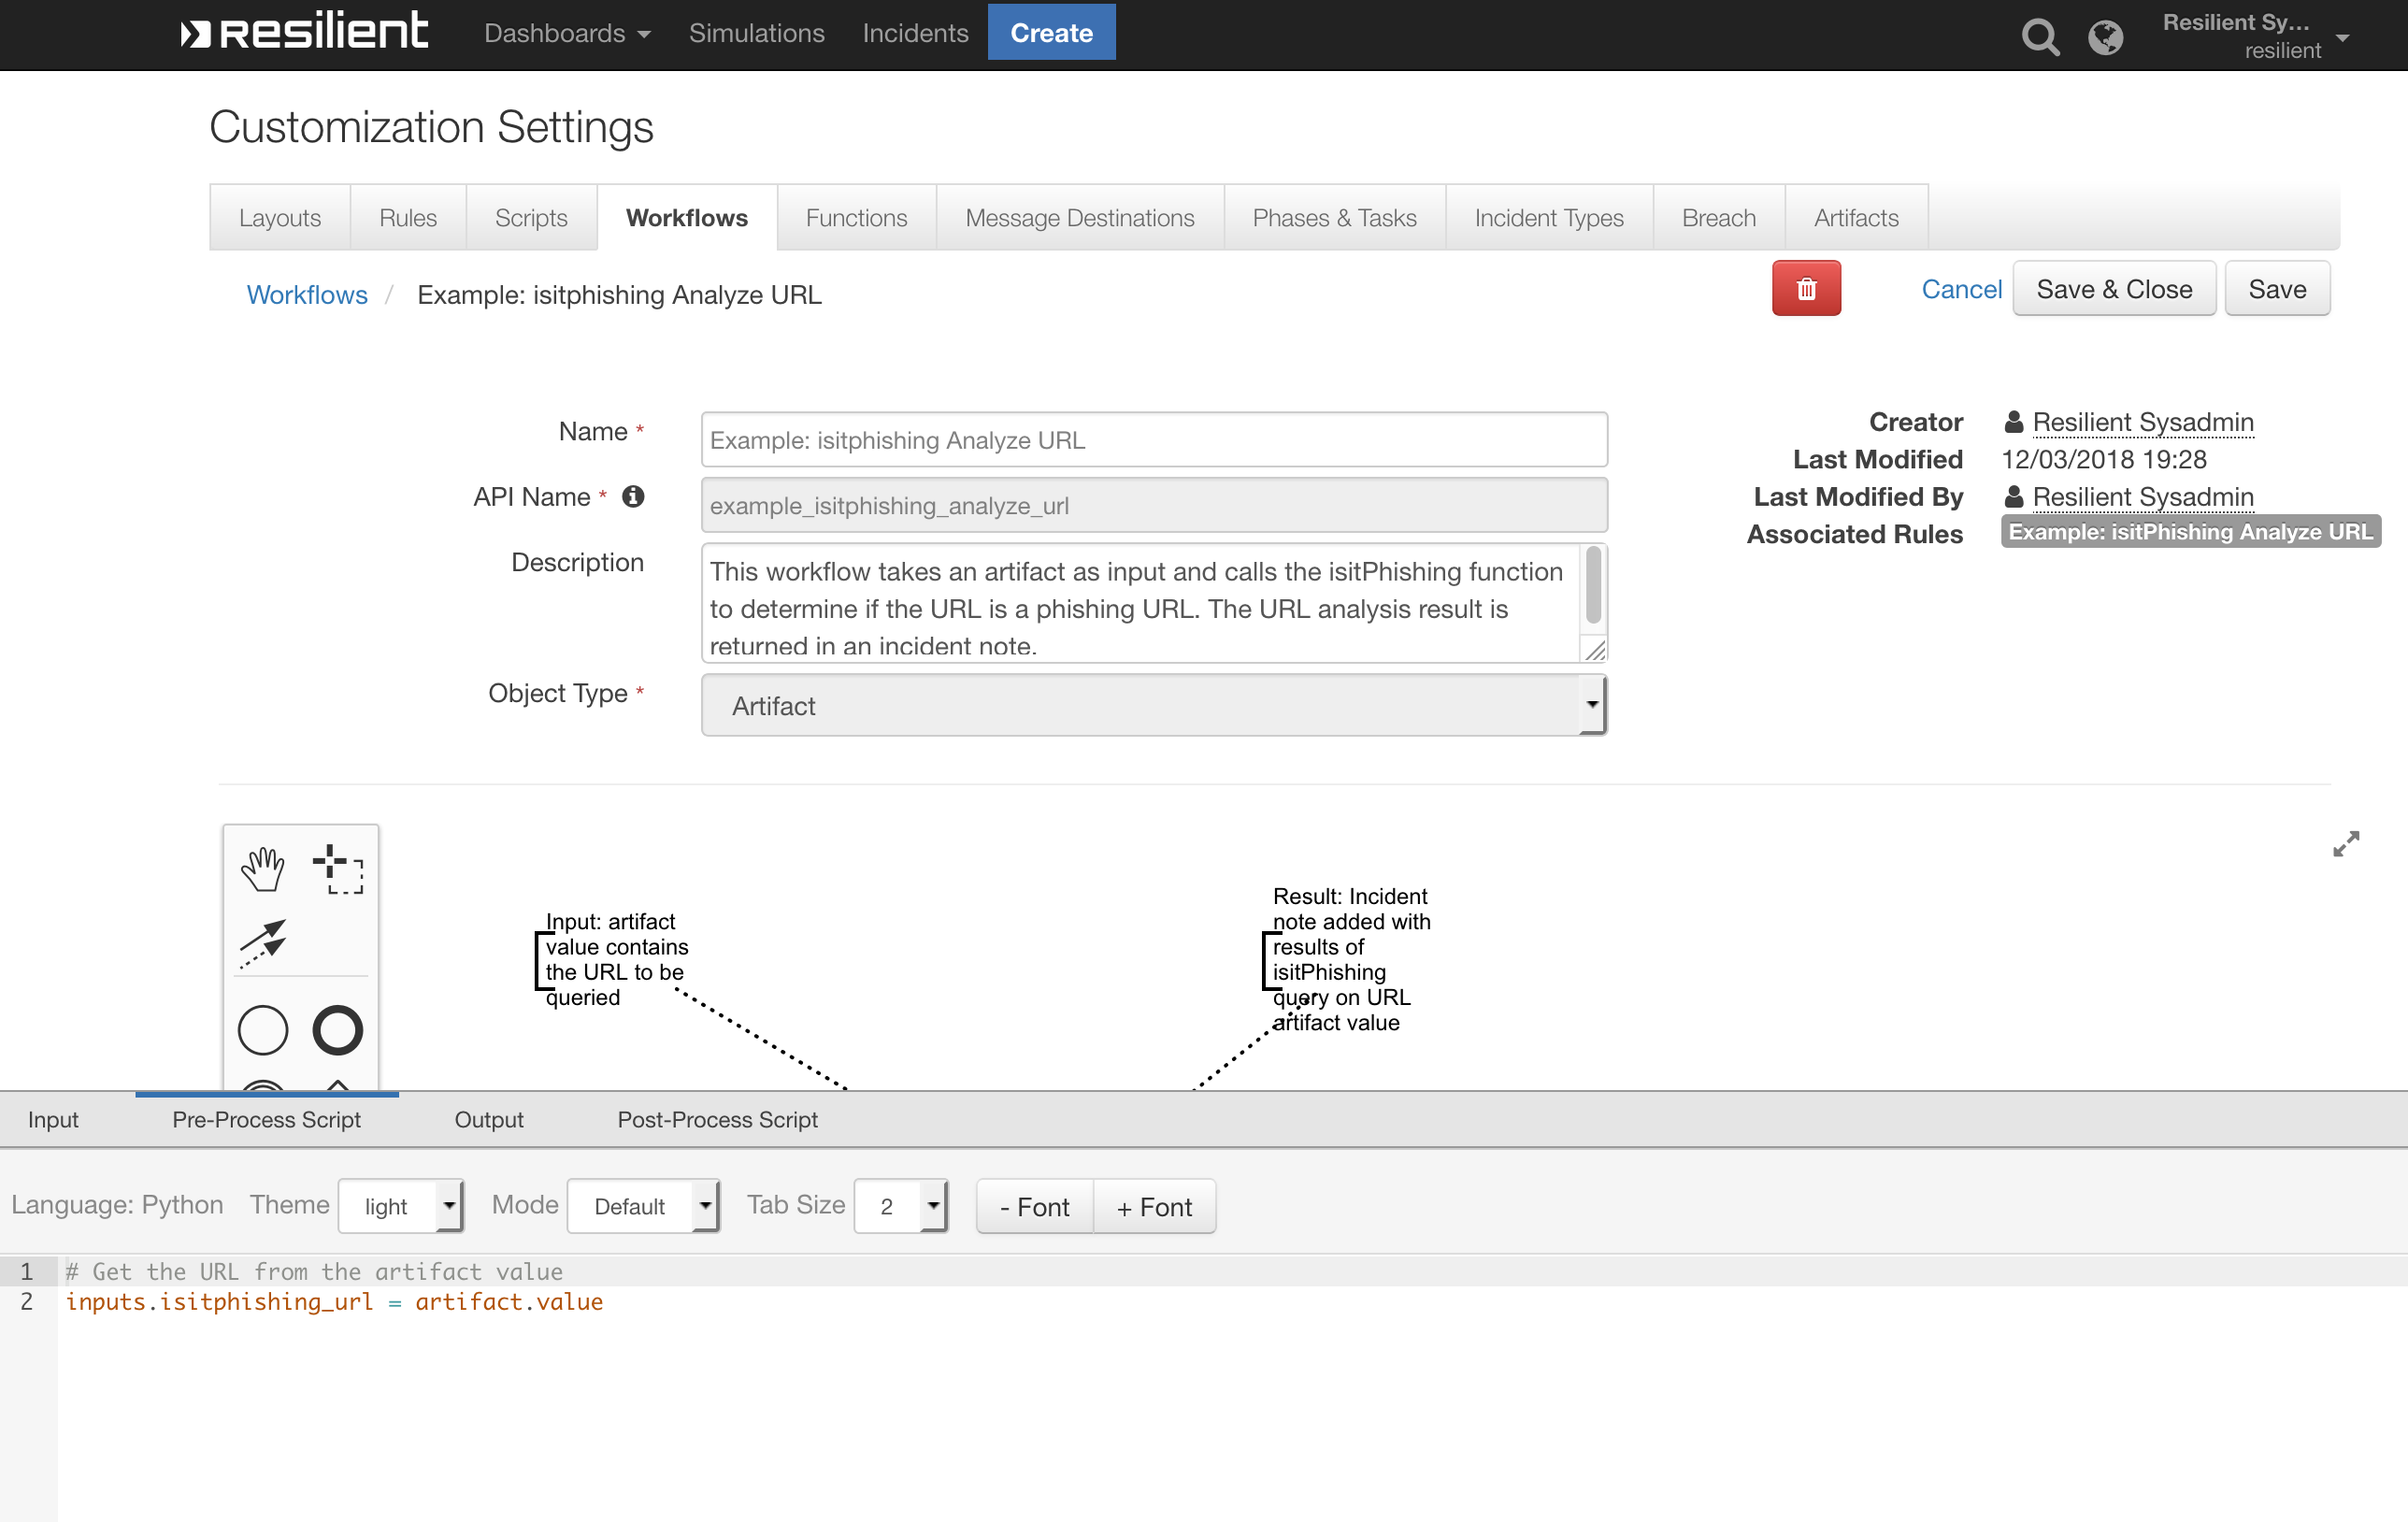 resilient Dashboards Simulations Incidents Create Resilient Sy...
resilient
Customization Settings
Layouts Rules Scripts Workflows Functions Message Destinations Phases & Tasks Incident Types Breach Artifacts
Workflows / Example: isitphishing Analyze URL Cancel Save & Close Save
Name * Example: isitphishing Analyze URL
API Name * example_isitphishing_analyze_url
Description This workflow takes an artifact as input and calls the isitPhishing function
to determine if the URL is a phishing URL. The URL analysis result is
returned in an incident note.
Object Type * Artifact
Creator Resilient Sysadmin
Last Modified 12/03/2018 19:28
Last Modified By Resilient Sysadmin
Associated Rules Example: isitPhishing Analyze URL
Input: artifact
value contains
the URL to be
queried
Result: Incident
note added with
results of
isitPhishing
query on URL
artifact value
Input Pre-Process Script Output Post-Process Script
Language: Python Theme light Mode Default Tab Size 2 - Font + Font
1 # Get the URL from the artifact value
2 inputs.isitphishing_url = artifact.value